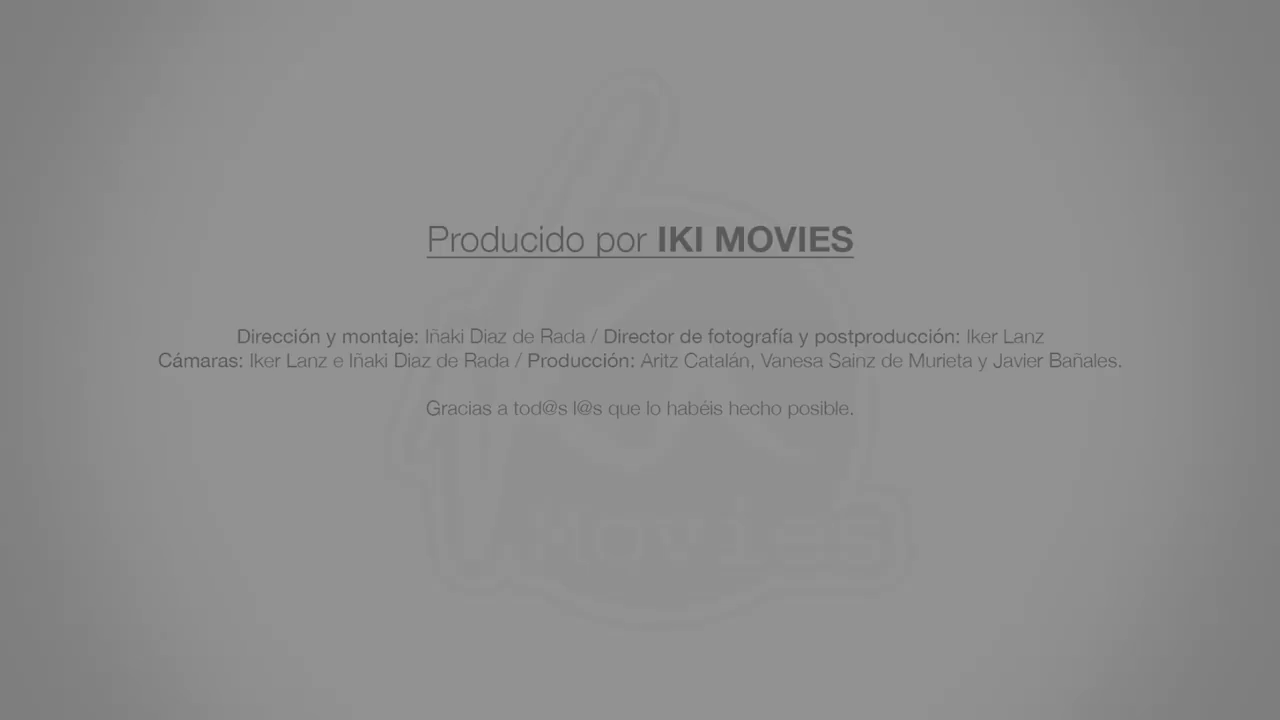 Producido por IKI MOVIES
Dirección y montaje: Iñaki Diaz de Rada / Director de fotografía y postproducción: Iker Lanz
Cámaras: Iker Lanz e Iñaki Diaz de Rada / Producción: Aritz Catalán, Vanesa Sainz de Murieta y Javier Bañales.
Gracias a tod@s l@s que lo habéis hecho posible.
Movies